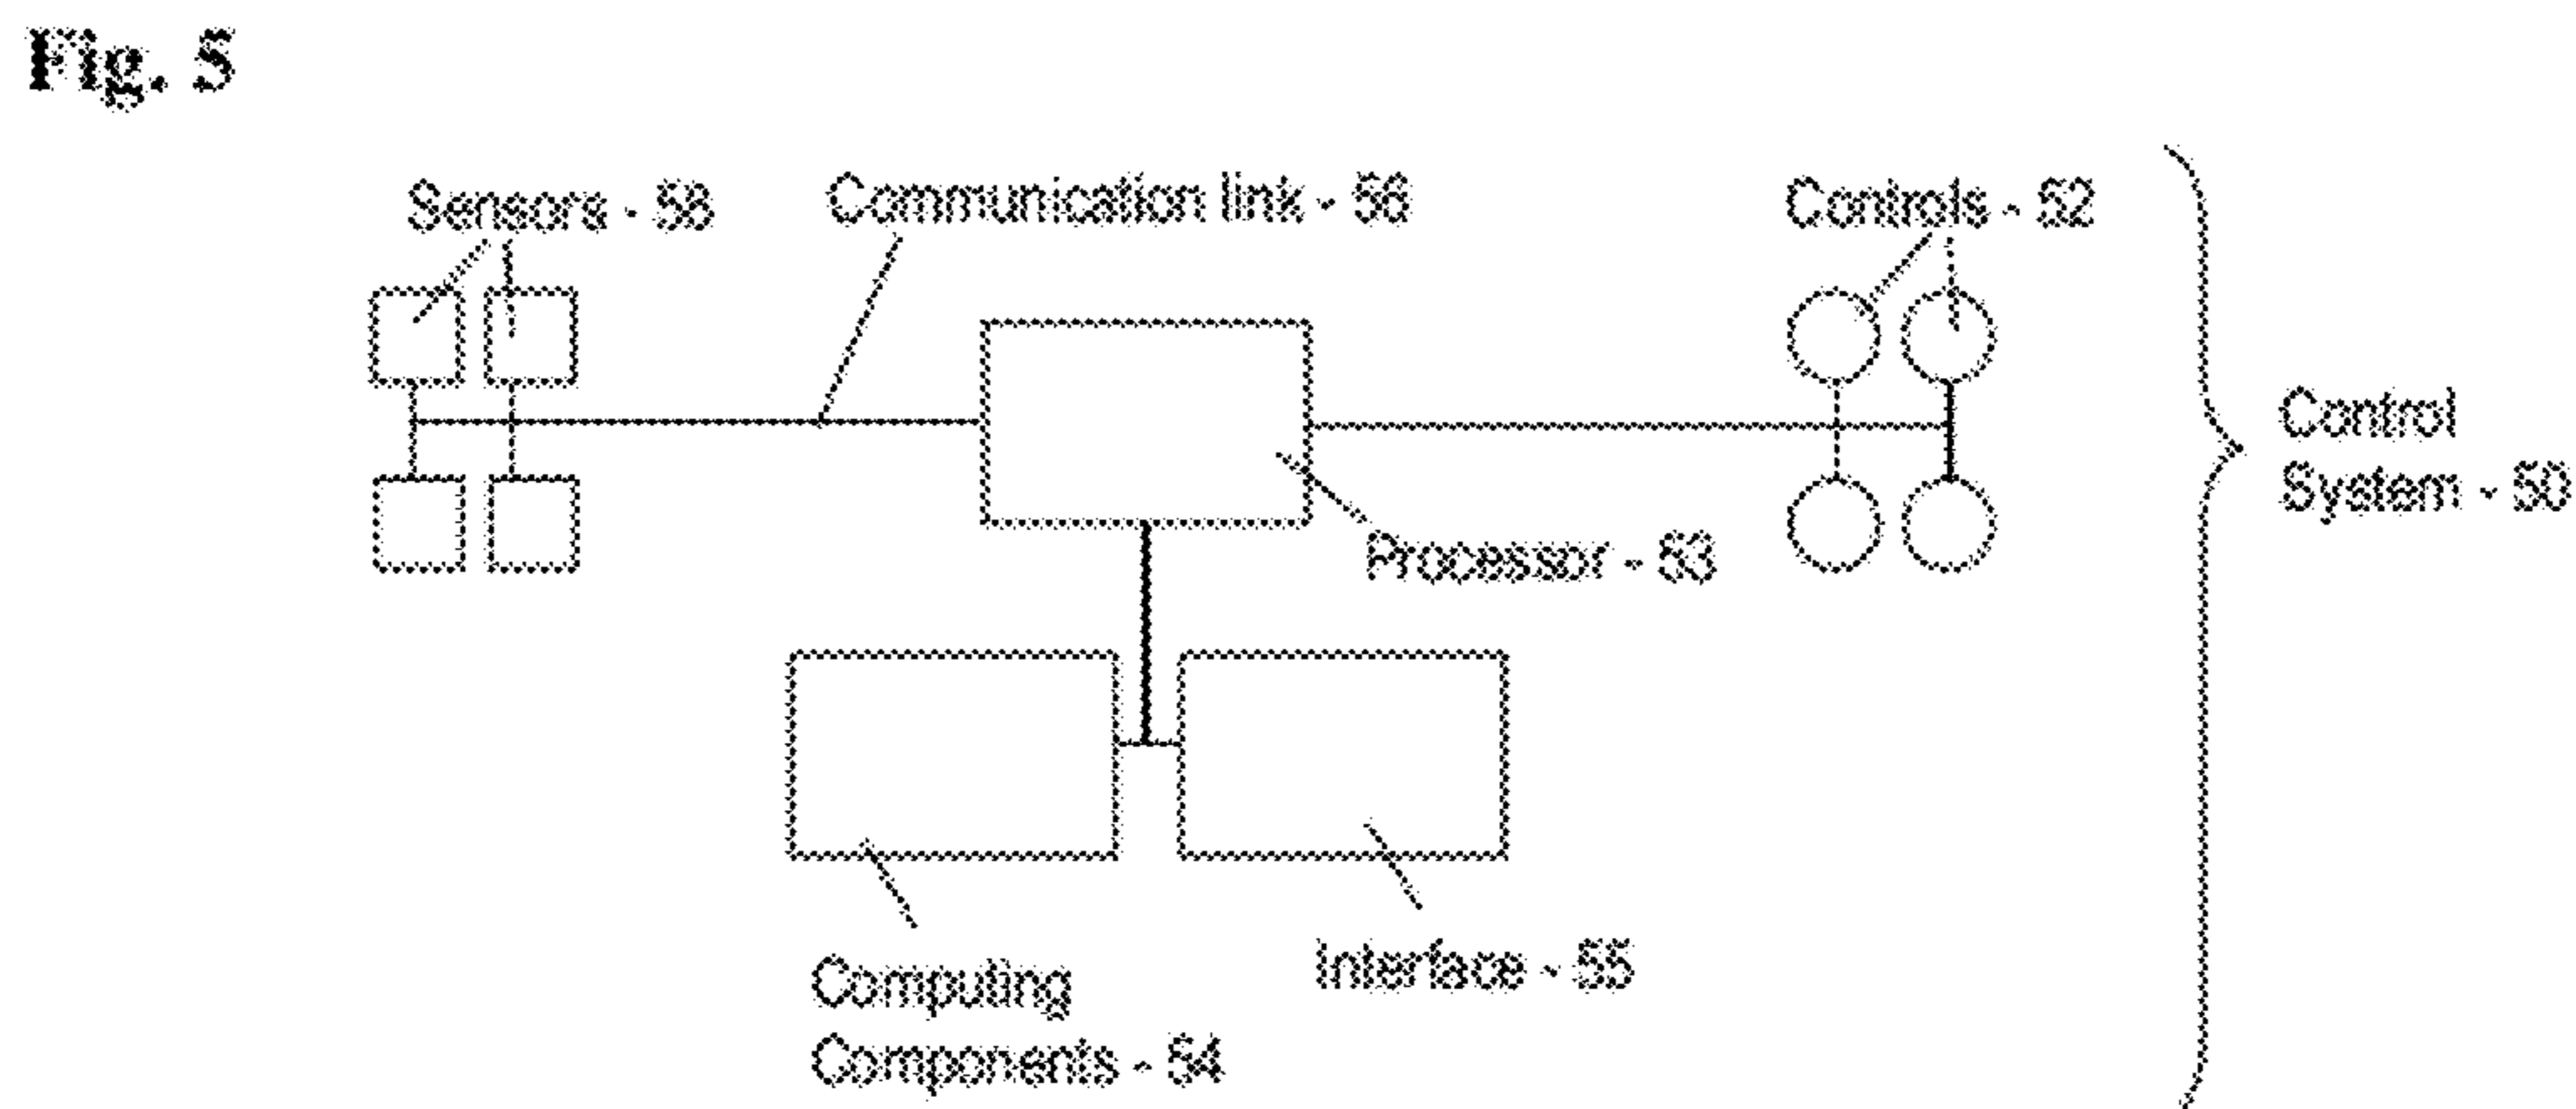 Fig. 5
Sensors - 58
Communication link - 56
Controls - 52
Control
System - 50
Processor - 53
Interface - 55
Computing
Components - 54